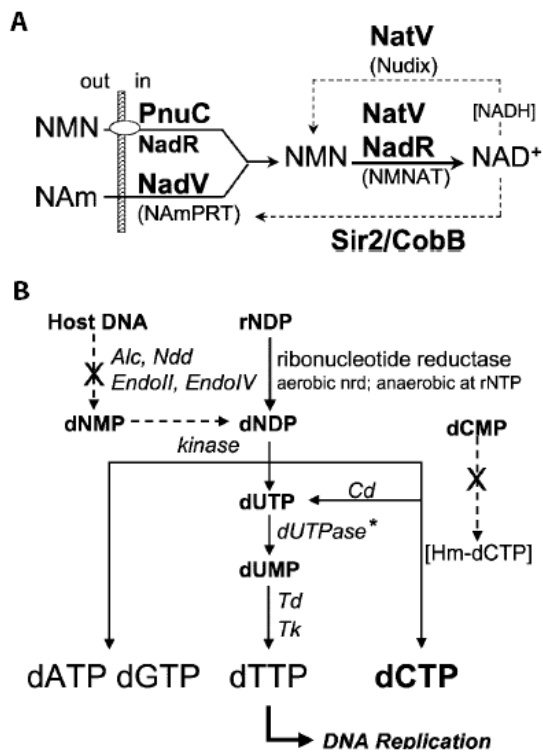 A
NatV
(Nudix)
out in
NMN PnuC
NadR
NatV
[NADH]
NMN NadR NAD+
(NMNAT)
NAm NadV
(NAmPRT)
Sir2/CobB
B
Host DNA
rNDP
Alc, Ndd
EndoII, EndoIV
ribonucleotide reductase
aerobic nrd; anaerobic at rNTP
X
dNMP
dNDP
dCMP
kinase
X
dUTP
Cd
dUTPase*
dUMP
[Hm-dCTP]
Td
Tk
dATP dGTP dTTP dCTP
DNA Replication